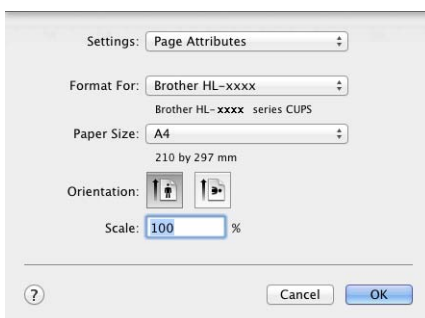 Settings: Page Attributes
Format For: Brother HL-xxxx
Brother HL-xxxx series CUPS
Paper Size: A4
210 by 297 mm
Orientation:
Scale: 100 %
? Cancel OK